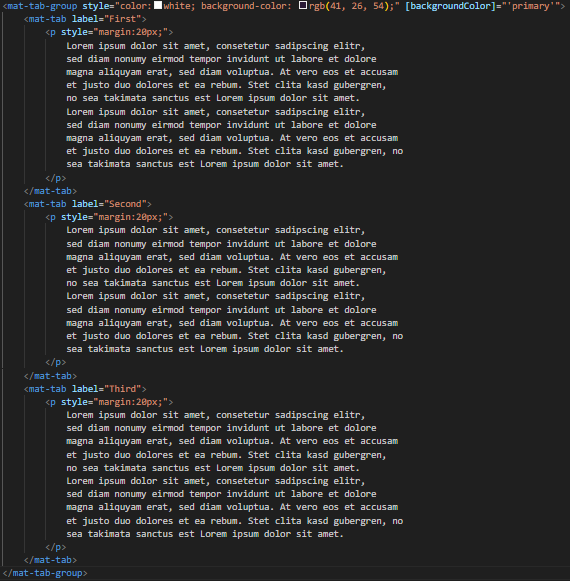 <mat-tab-group style="color:white; background-color: rgb(41, 26, 54);" [backgroundColor]="'primary'">
<mat-tab label="First">
<p style="margin:20px;">
Lorem ipsum dolor sit amet, consetetur sadipscing elitr,
sed diam nonumy eirmod tempor invidunt ut labore et dolore
magna aliquyam erat, sed diam voluptua. At vero eos et accusam
et justo duo dolores et ea rebum. Stet clita kasd gubergren,
no sea takimata sanctus est Lorem ipsum dolor sit amet.
Lorem ipsum dolor sit amet, consetetur sadipscing elitr,
sed diam nonumy eirmod tempor invidunt ut labore et dolore
magna aliquyam erat, sed diam voluptua. At vero eos et accusam
et justo duo dolores et ea rebum. Stet clita kasd gubergren, no
sea takimata sanctus est Lorem ipsum dolor sit amet.
</p>
</mat-tab>
<mat-tab label="Second">
<p style="margin:20px;">
Lorem ipsum dolor sit amet, consetetur sadipscing elitr,
sed diam nonumy eirmod tempor invidunt ut labore et dolore
magna aliquyam erat, sed diam voluptua. At vero eos et accusam
et justo duo dolores et ea rebum. Stet clita kasd gubergren,
no sea takimata sanctus est Lorem ipsum dolor sit amet.
Lorem ipsum dolor sit amet, consetetur sadipscing elitr,
sed diam nonumy eirmod tempor invidunt ut labore et dolore
magna aliquyam erat, sed diam voluptua. At vero eos et accusam
et justo duo dolores et ea rebum. Stet clita kasd gubergren, no
sea takimata sanctus est Lorem ipsum dolor sit amet.
</p>
</mat-tab>
<mat-tab label="Third">
<p style="margin:20px;">
Lorem ipsum dolor sit amet, consetetur sadipscing elitr,
sed diam nonumy eirmod tempor invidunt ut labore et dolore
magna aliquyam erat, sed diam voluptua. At vero eos et accusam
et justo duo dolores et ea rebum. Stet clita kasd gubergren,
no sea takimata sanctus est Lorem ipsum dolor sit amet.
Lorem ipsum dolor sit amet, consetetur sadipscing elitr,
sed diam nonumy eirmod tempor invidunt ut labore et dolore
magna aliquyam erat, sed diam voluptua. At vero eos et accusam
et justo duo dolores et ea rebum. Stet clita kasd gubergren, no
sea takimata sanctus est Lorem ipsum dolor sit amet.
</p>
</mat-tab>
</mat-tab-group>